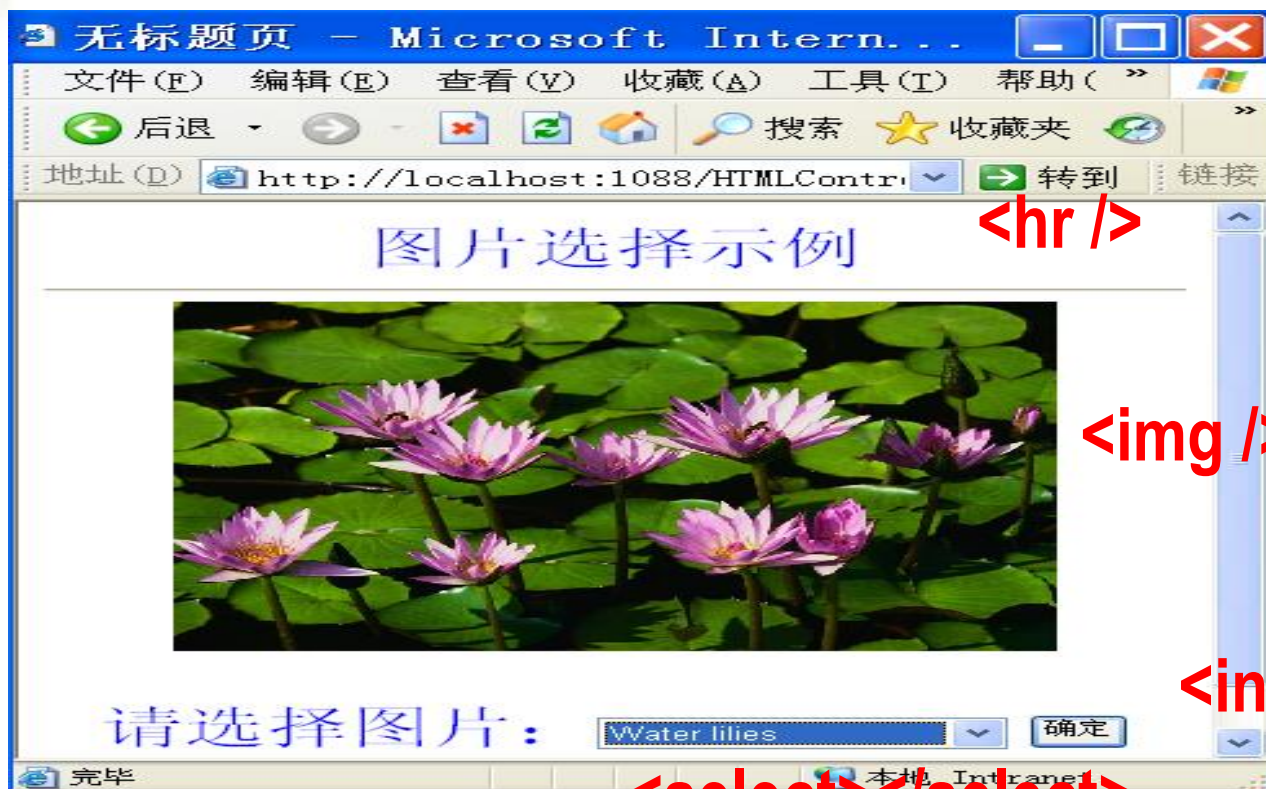 无标题页 - Microsoft Intern...
文件(F) 编辑(E) 查看(V) 收藏(A) 工具(T) 帮助( »
后退 搜索 收藏夹 »
地址(D) http://localhost:1088/HTMLContr 转到 链接
<hr />
图片选择示例
<img />
<in
请选择图片： Water lilies 确定
完毕 本地 Intranet
<select></select>